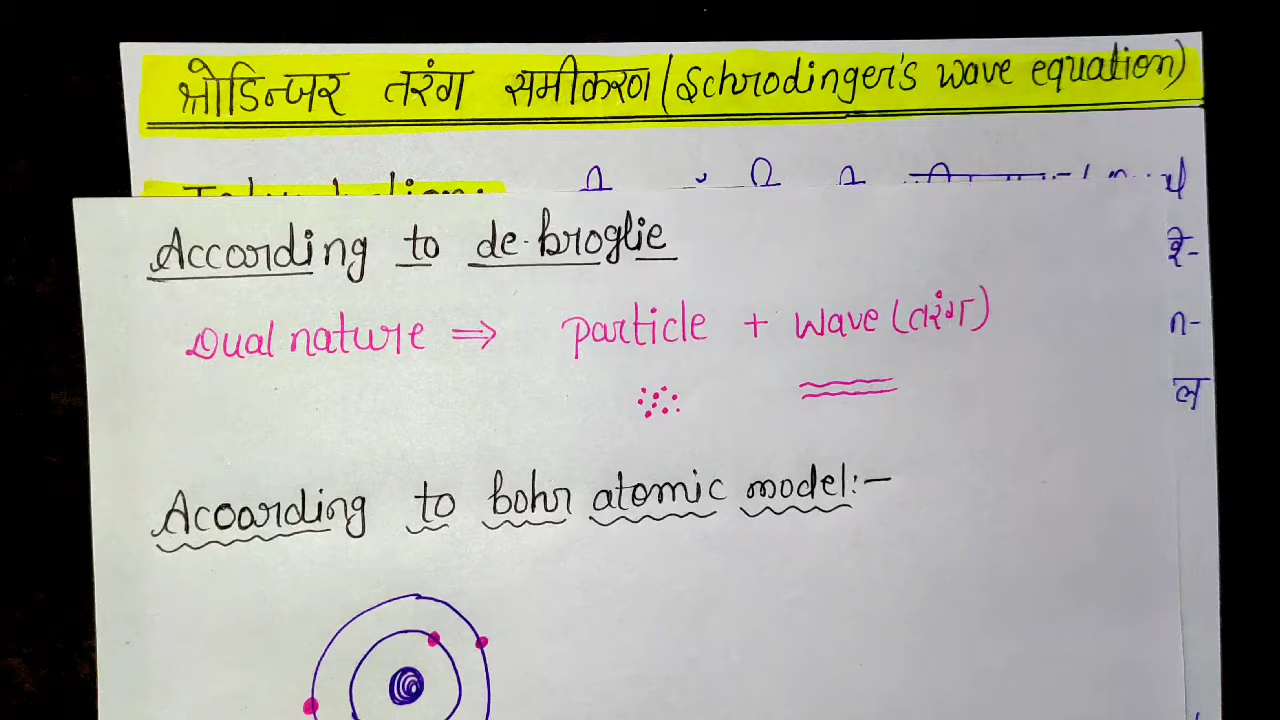 श्रोडिन्जर तरंग समीकरण (Schrodinger's wave equation)
According to de-broglie
Dual nature ⇒ particle + wave (तरंग)
Acoarding to bohr atomic model:-